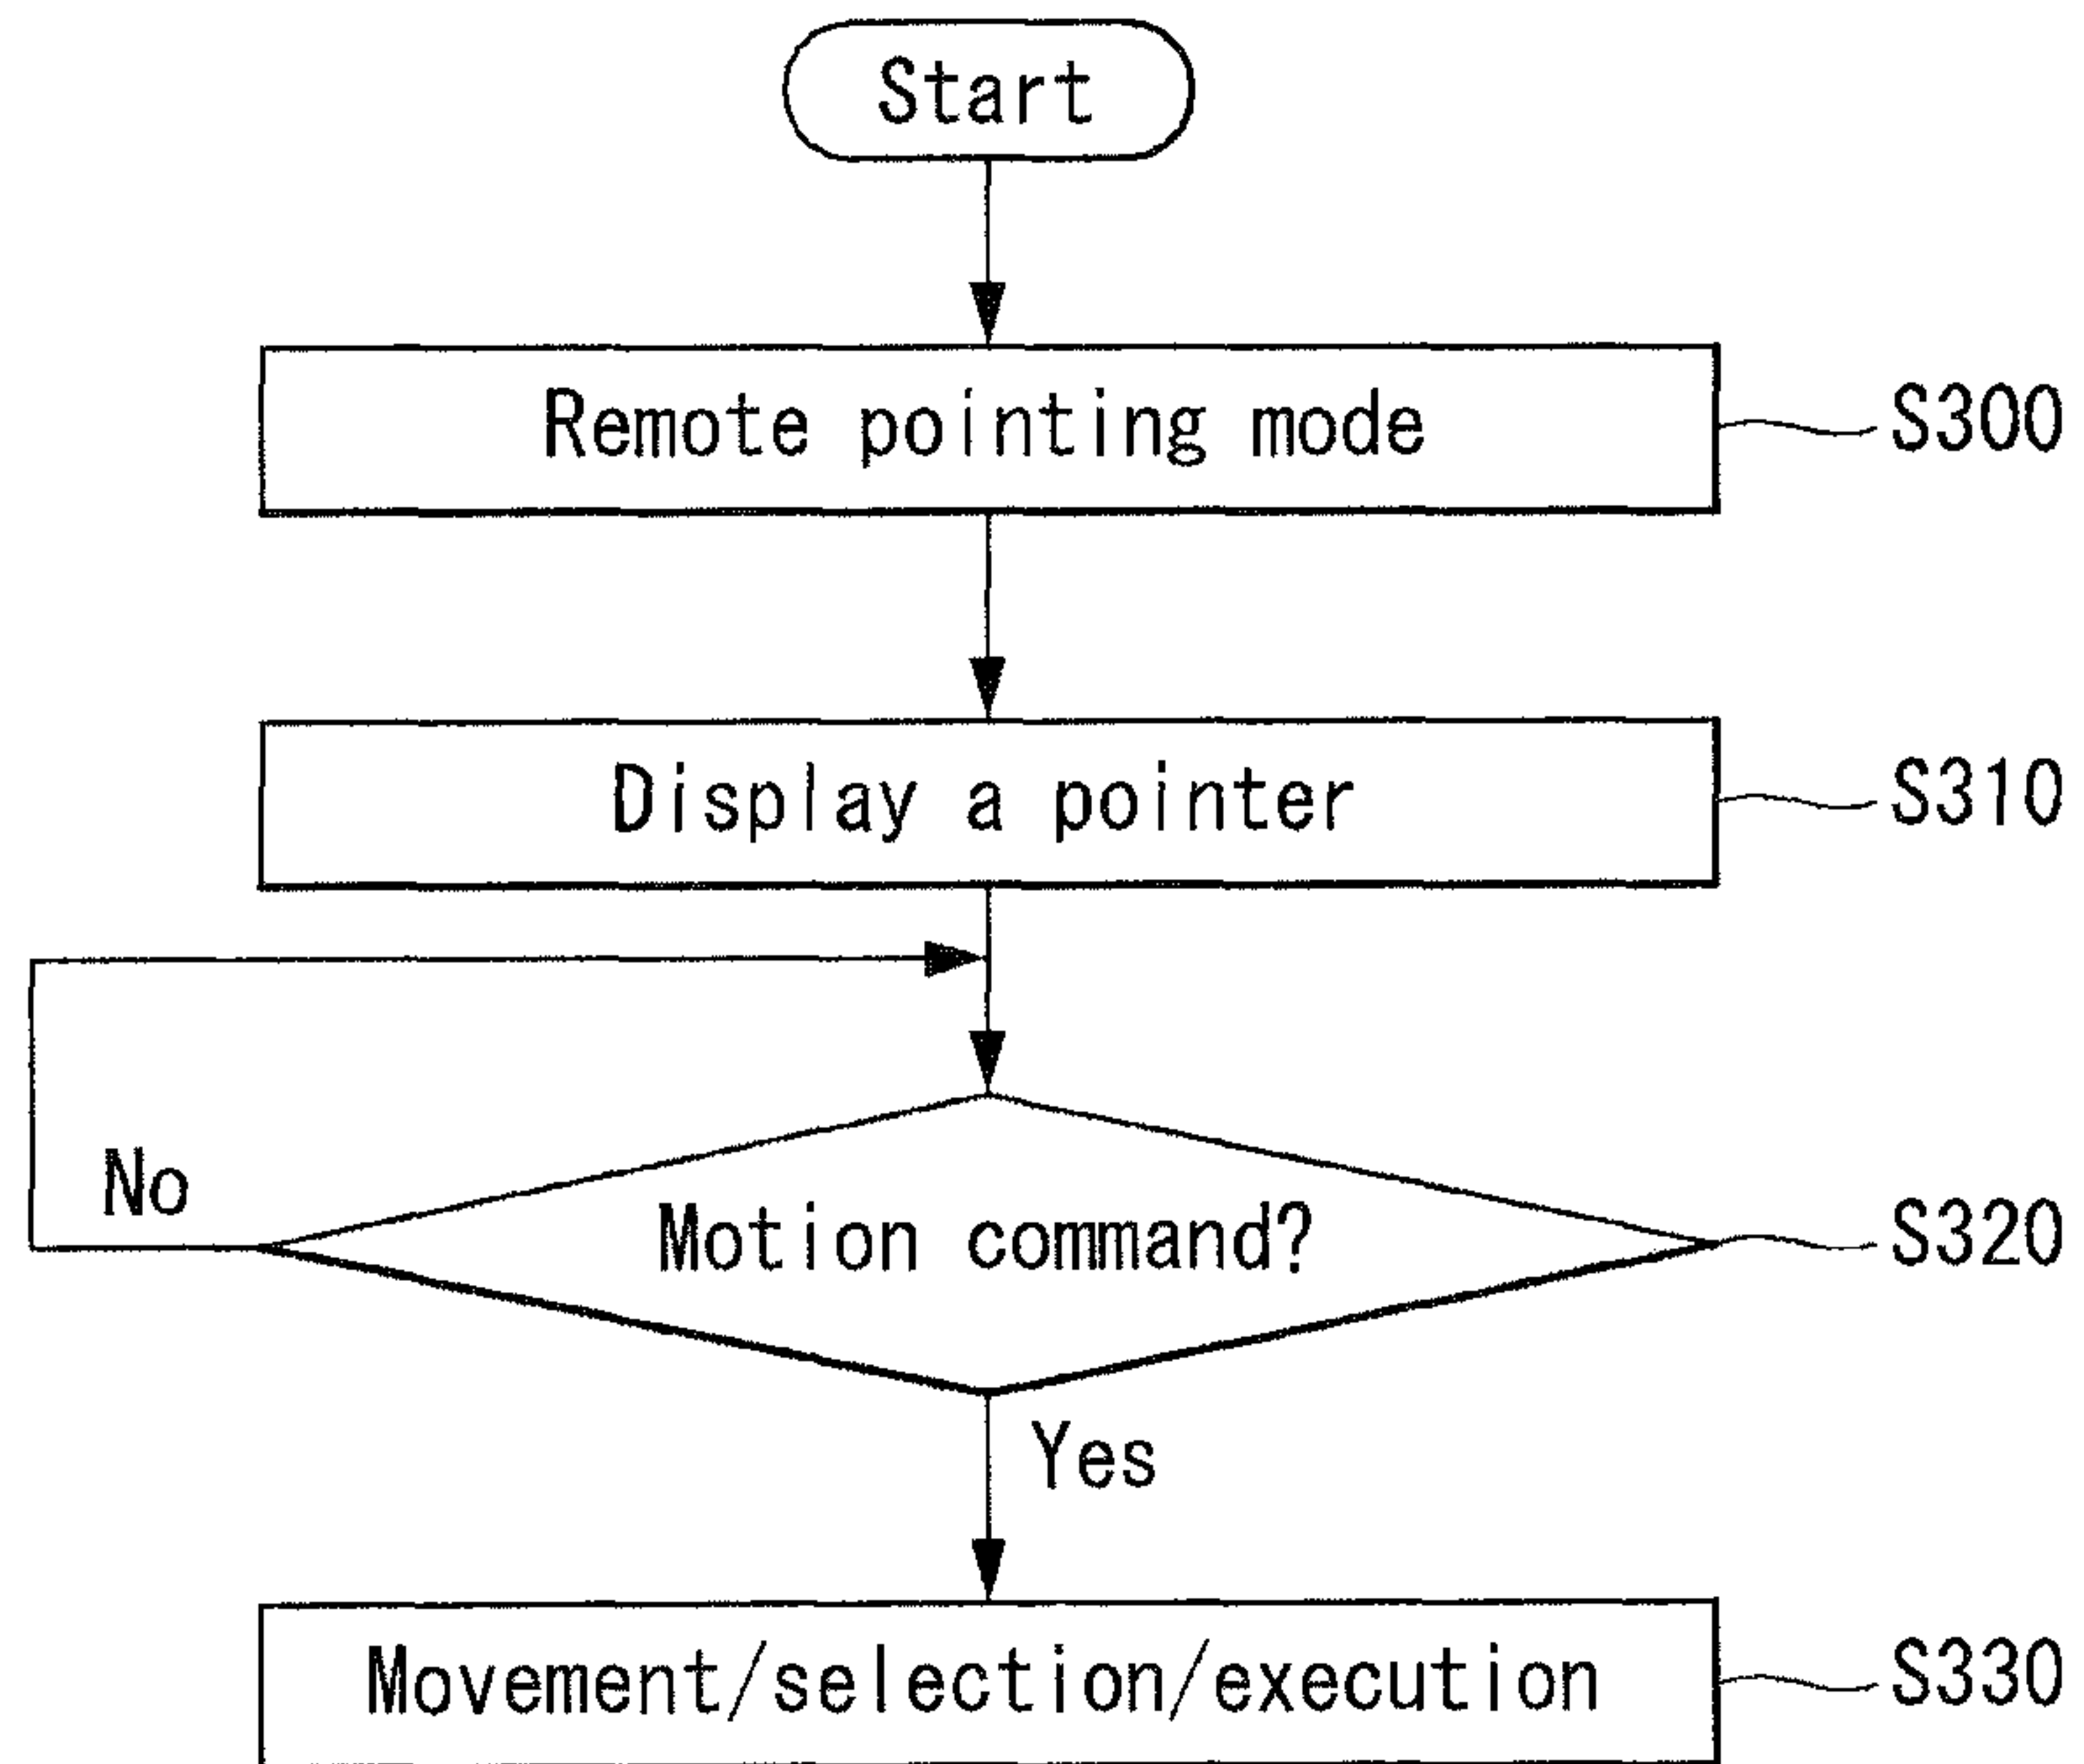 Start
Remote pointing mode
S300
Display a pointer
S310
No
Motion command?
S320
Yes
Movement/selection/execution
S330